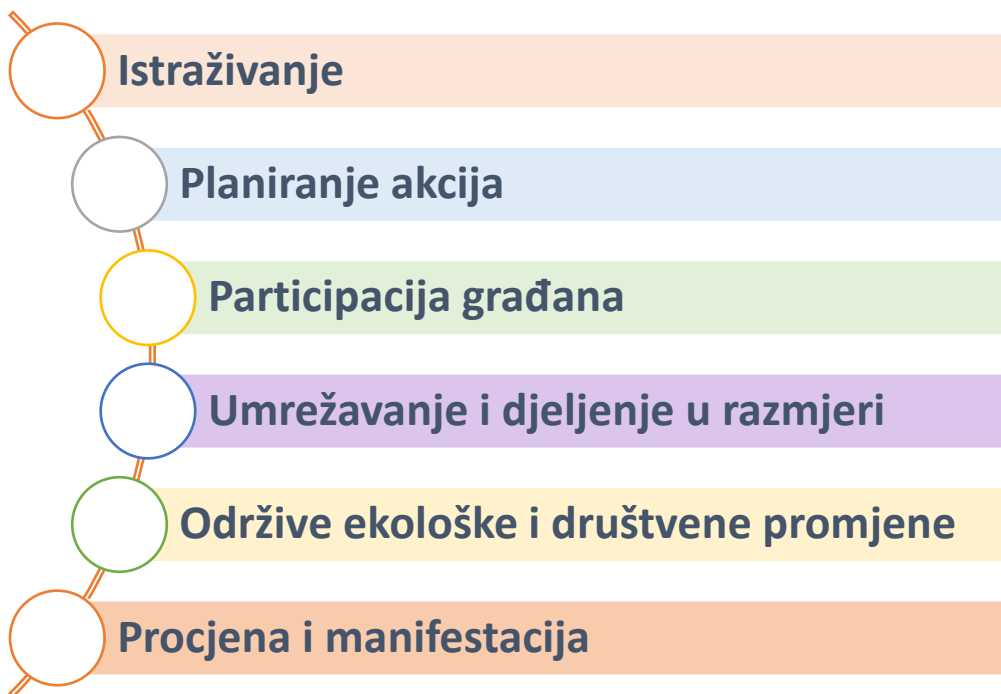 Istraživanje
Planiranje akcija
Participacija građana
Umrežavanje i djeljenje u razmjeri
Održive ekološke i društvene promjene
Procjena i manifestacija